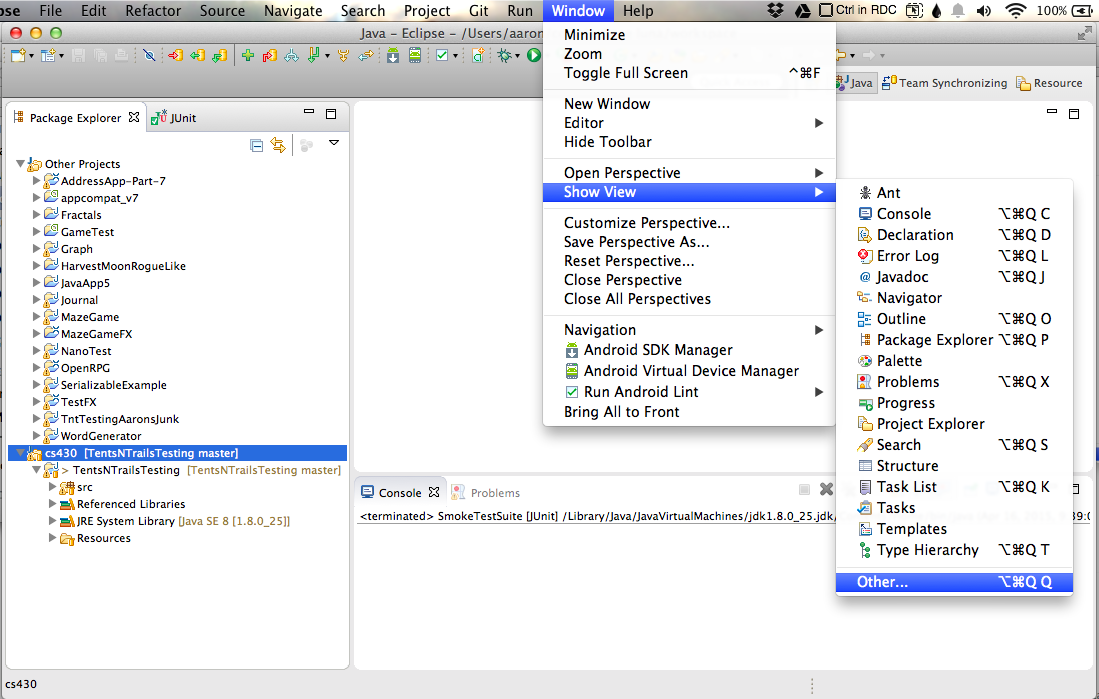 pse File Edit Refactor Source Navigate Search Project Git Run Window Help Ctrl in RDC 100%
Java – Eclipse – /Users/aaron
Java Team Synchronizing Resource
Minimize
Zoom
Toggle Full Screen ^⌘F
New Window
Editor
Hide Toolbar
Open Perspective
Show View
Customize Perspective...
Save Perspective As...
Reset Perspective...
Close Perspective
Close All Perspectives
Navigation
Android SDK Manager
Android Virtual Device Manager
Run Android Lint
Bring All to Front
Ant
Console ⌥⌘Q C
Declaration ⌥⌘Q D
Error Log ⌥⌘Q L
@ Javadoc ⌥⌘Q J
Navigator
Outline ⌥⌘Q O
Package Explorer ⌥⌘Q P
Palette
Problems ⌥⌘Q X
Progress
Project Explorer
Search ⌥⌘Q S
Structure
Task List ⌥⌘Q K
Tasks
Templates
Type Hierarchy ⌥⌘Q T
Other... ⌥⌘Q Q
Package Explorer JUnit
Other Projects
AddressApp-Part-7
appcompat_v7
Fractals
GameTest
Graph
HarvestMoonRogueLike
JavaApp5
Journal
MazeGame
MazeGameFX
NanoTest
OpenRPG
SerializableExample
TestFX
TntTestingAaronsJunk
WordGenerator
cs430 [TentsNTrailsTesting master]
> TentsNTrailsTesting [TentsNTrailsTesting master]
src
Referenced Libraries
JRE System Library [Java SE 8 [1.8.0_25]]
Resources
Console Problems
<terminated> SmokeTestSuite [JUnit] /Library/Java/JavaVirtualMachines/jdk1.8.0_25.jdk/
cs430